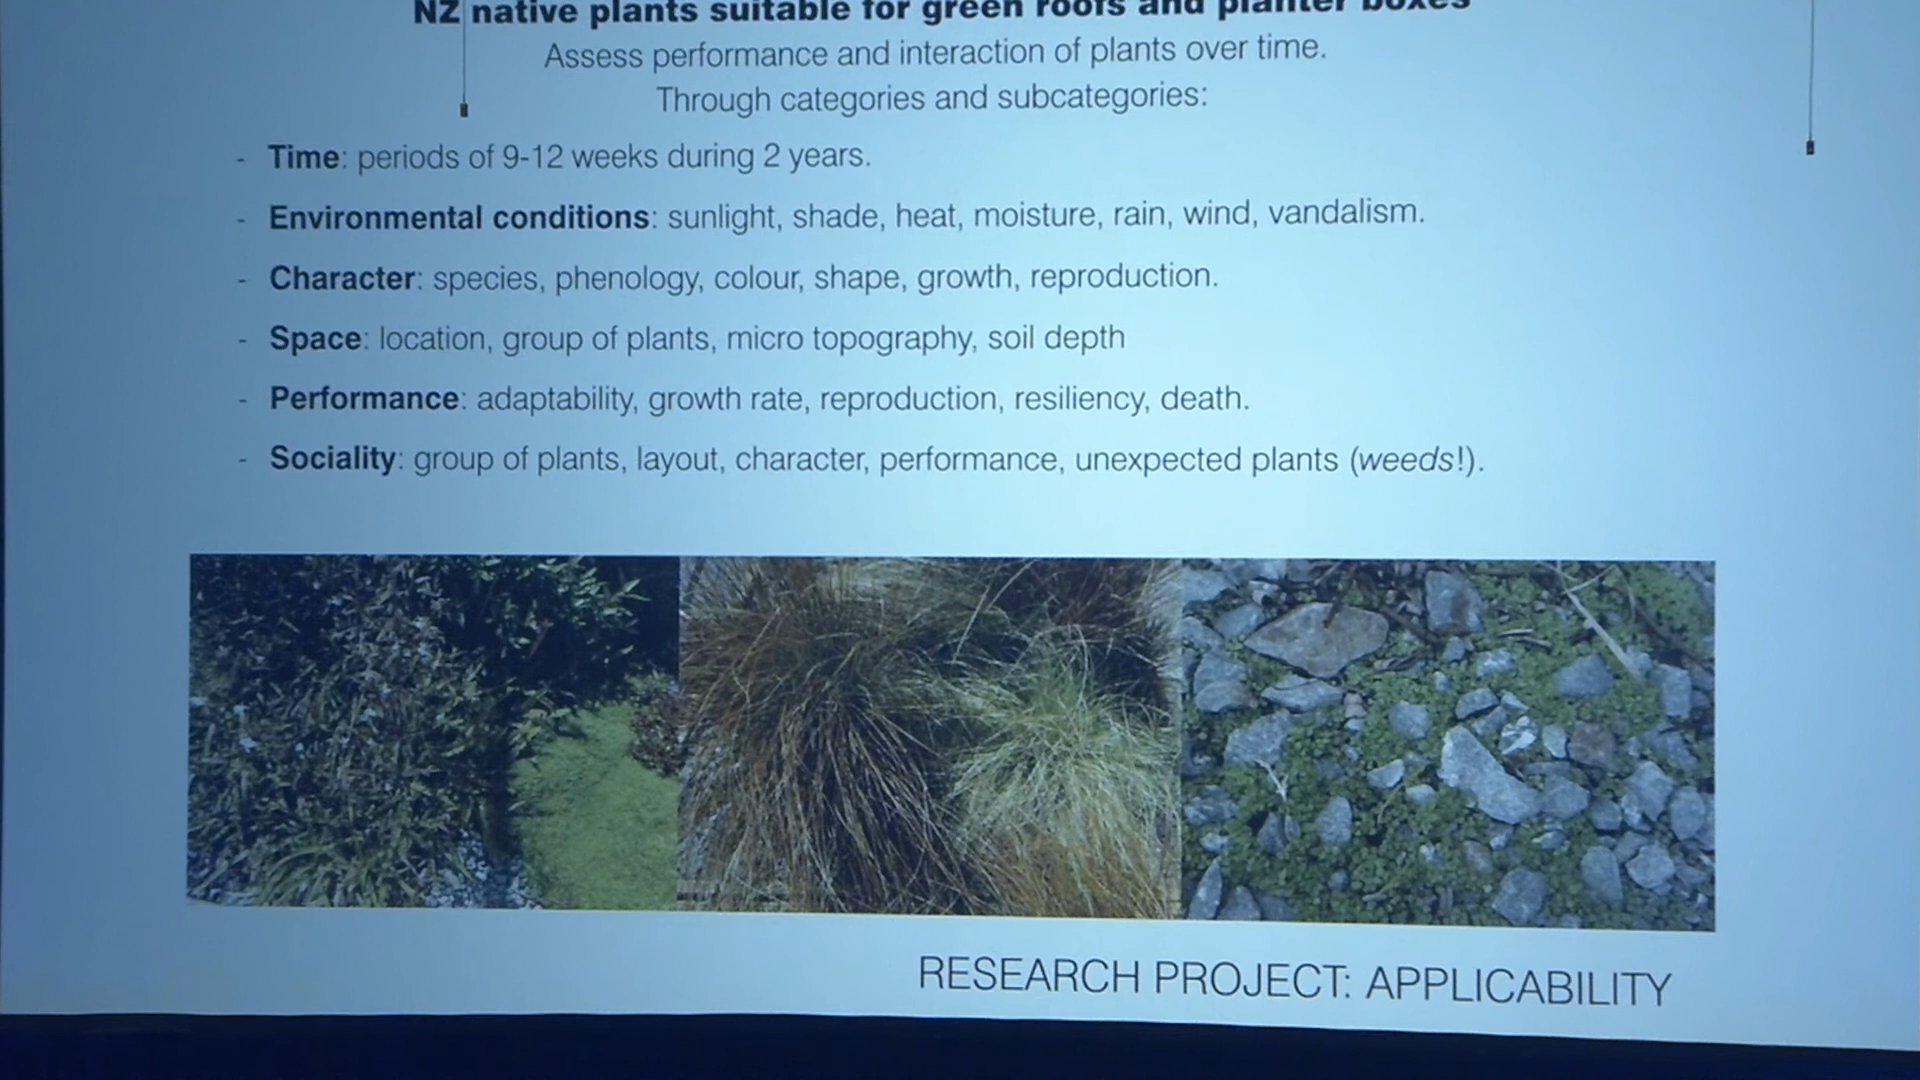 NZ native plants suitable for green roofs and planter boxes
Assess performance and interaction of plants over time.
Through categories and subcategories:
- Time: periods of 9-12 weeks during 2 years.
- Environmental conditions: sunlight, shade, heat, moisture, rain, wind, vandalism.
- Character: species, phenology, colour, shape, growth, reproduction.
- Space: location, group of plants, micro topography, soil depth
- Performance: adaptability, growth rate, reproduction, resiliency, death.
- Sociality: group of plants, layout, character, performance, unexpected plants (weeds!).
RESEARCH PROJECT: APPLICABILITY